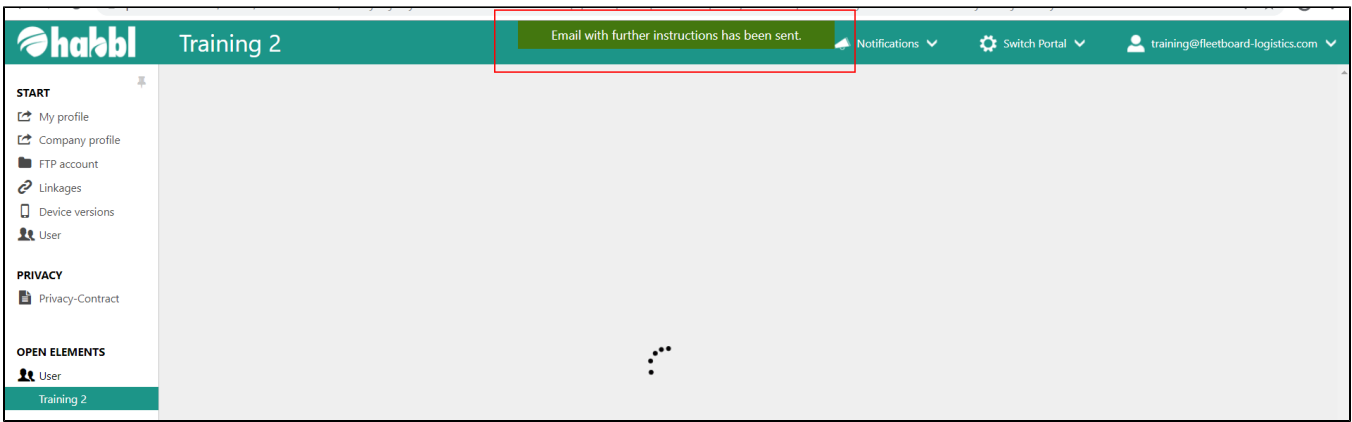 habbl
Training 2
Email with further instructions has been sent.
Notifications
Switch Portal
training@fleetboard-logistics.com
START
My profile
Company profile
FTP account
Linkages
Device versions
User
PRIVACY
Privacy-Contract
OPEN ELEMENTS
User
Training 2